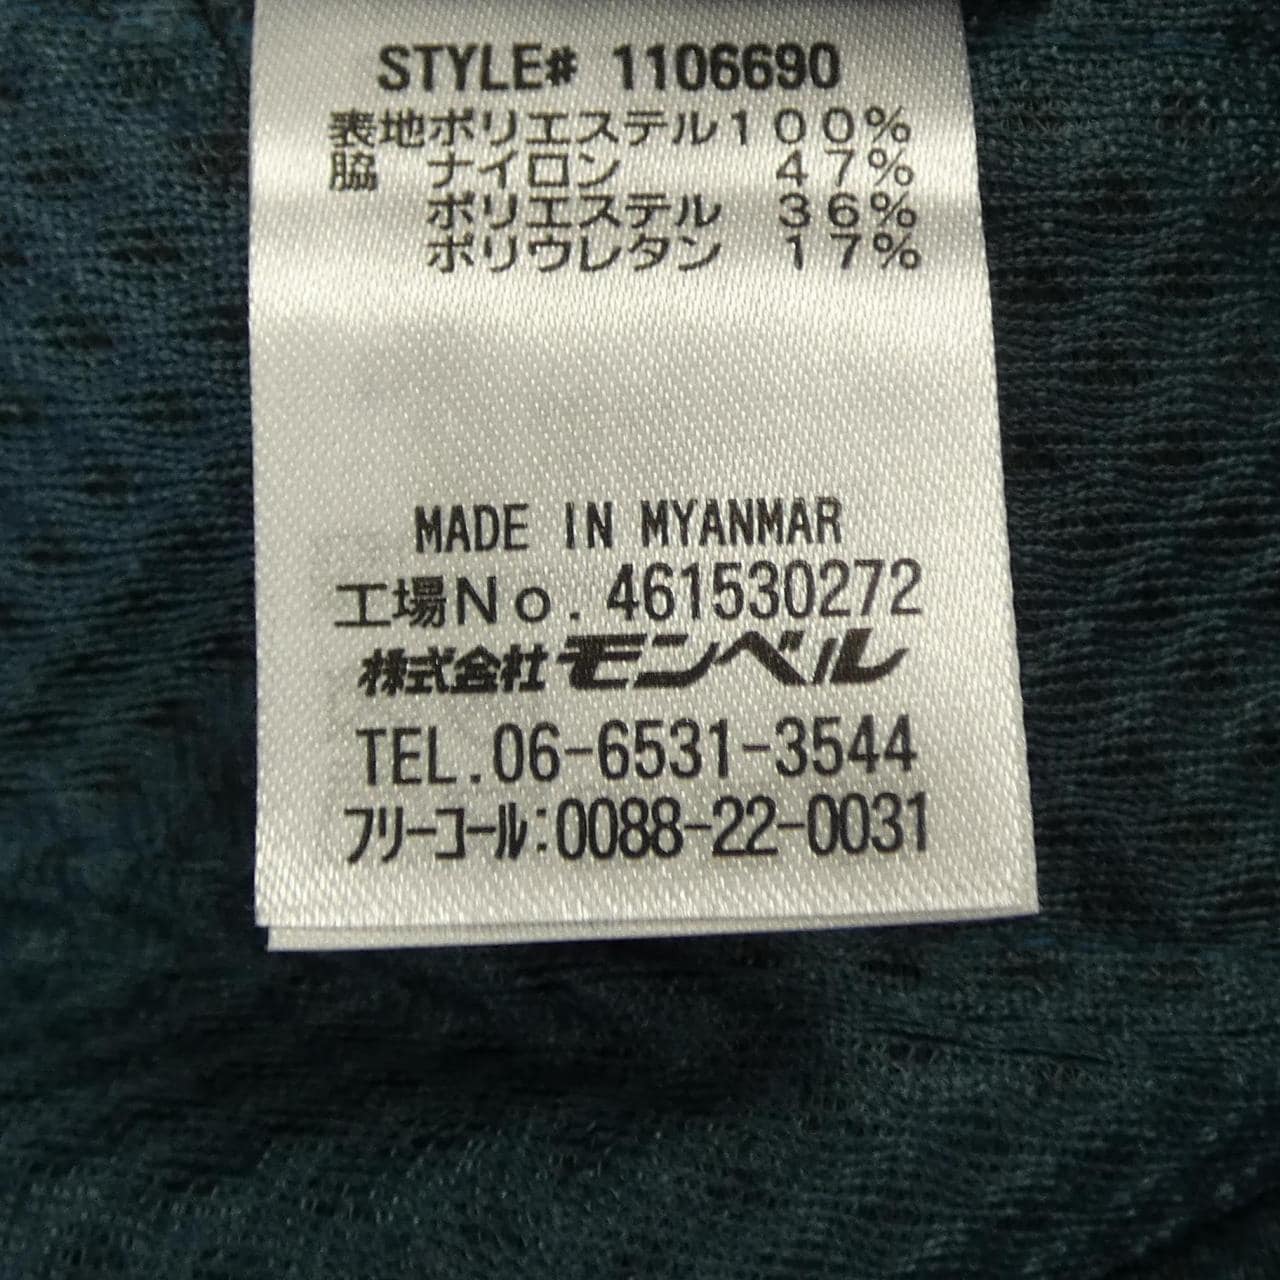 STYLE# 1106690
表地ポリエステル100%
脇 ナイロン 47%
ポリエステル 36%
ポリウレタン 17%
MADE IN MYANMAR
工場No. 461530272
株式会社モンベル
TEL.06-6531-3544
フリーコール:0088-22-0031